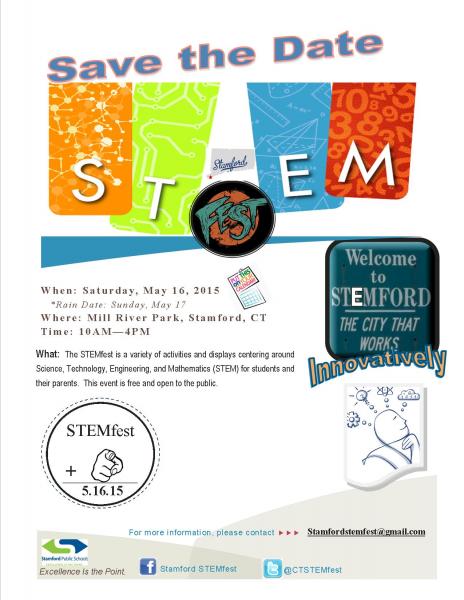 Save the Date
S T E M
Stamford
FEST
When: Saturday, May 16, 2015
*Rain Date: Sunday, May 17
Where: Mill River Park, Stamford, CT
Time: 10AM—4PM
Welcome
to
STEMFORD
THE CITY THAT
WORKS
Innovatively
What: The STEMfest is a variety of activities and displays centering around
Science, Technology, Engineering, and Mathematics (STEM) for students and
their parents. This event is free and open to the public.
STEMfest
+
5.16.15
For more information, please contact ►►► Stamfordstemfest@gmail.com
Stamford Public Schools
Excellence Is the Point.
Stamford STEMfest
@CTSTEMfest